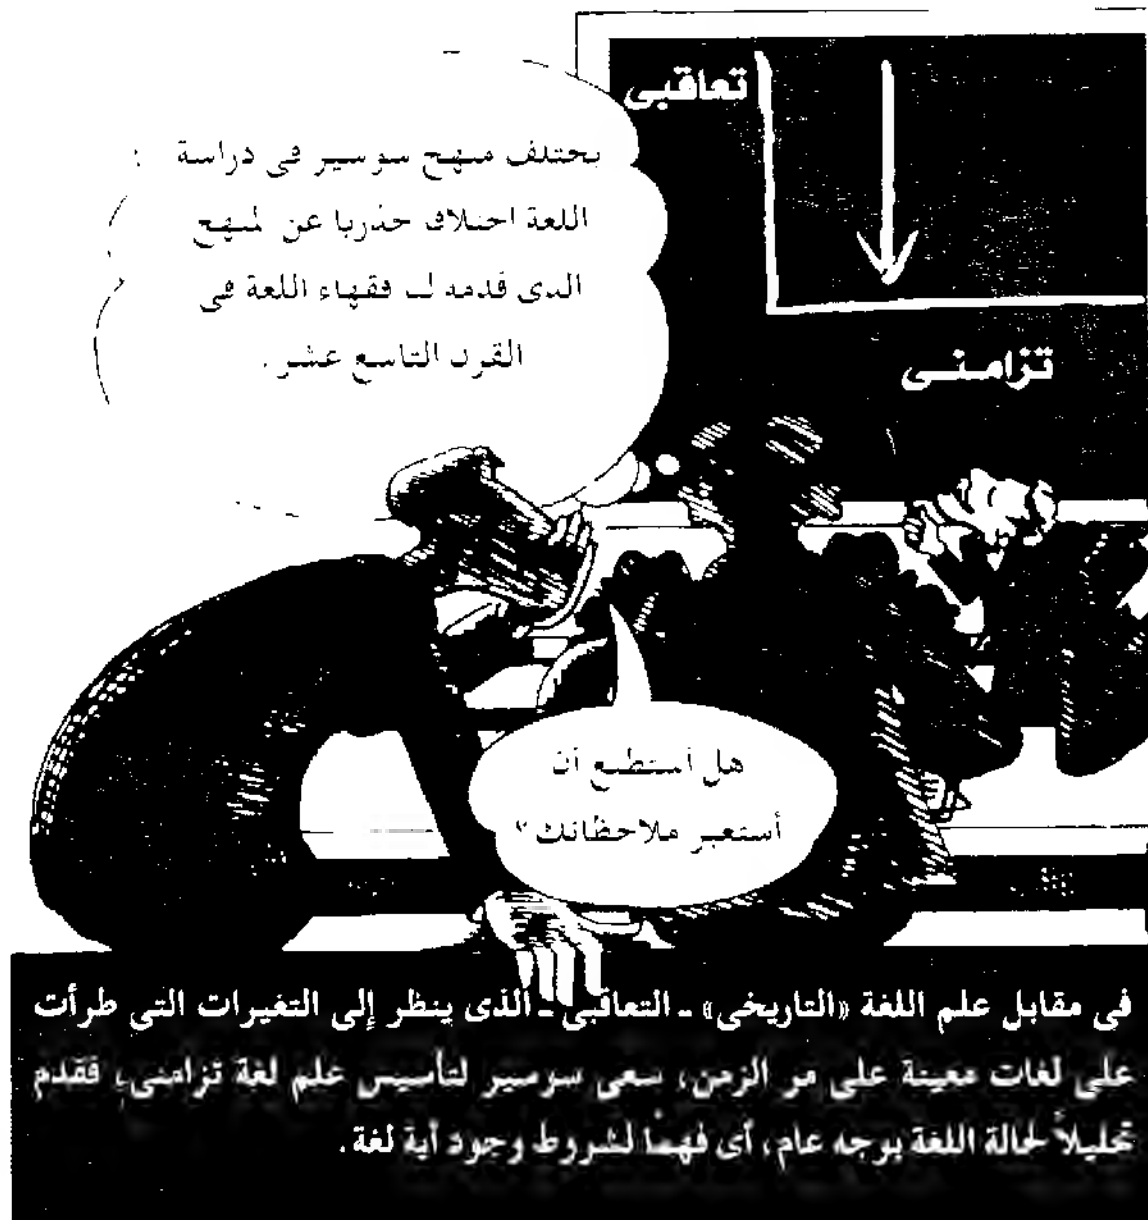 تعاقبى
تزامنى
يختلف منهج سوسير فى دراسة
اللغة اختلافا جذريا عن المنهج
الذى قدمه لنا فقهاء اللغة فى
القرن التاسع عشر .
هل أستطيع أن
أستعير ملاحظاتك ؟
فى مقابل علم اللغة «التاريخى» ـ التعاقبى ـ الذى ينظر إلى التغيرات التى طرأت
على لغات معينة على مر الزمن، سعى سوسير لتأسيس علم لغة تزامنى، فقدم
تحليلاً لحالة اللغة بوجه عام، أى فهمًا لشروط وجود أية لغة .